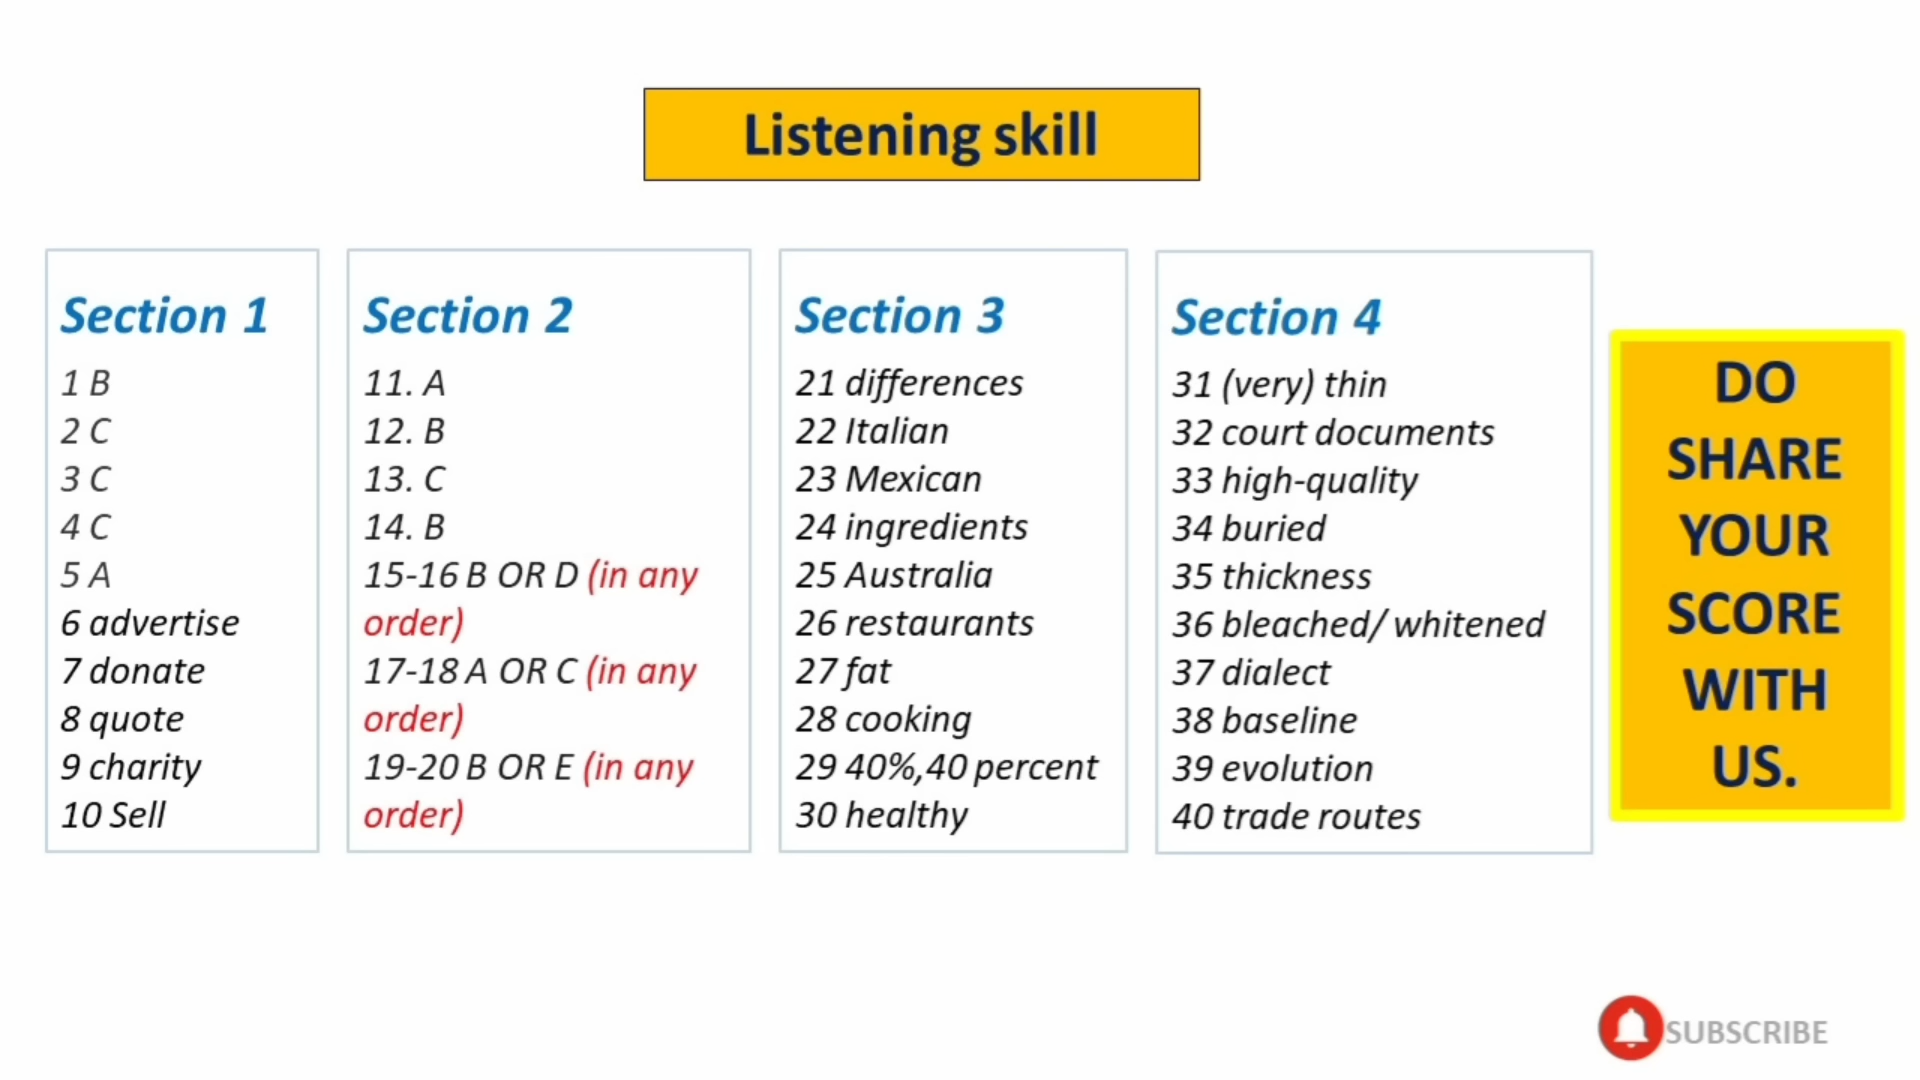 Listening skill
Section 1
1 B
2 C
3 C
4 C
5 A
6 advertise
7 donate
8 quote
9 charity
10 Sell
Section 2
11. A
12. B
13. C
14. B
15-16 B OR D (in any
order)
17-18 A OR C (in any
order)
19-20 B OR E (in any
order)
Section 3
21 differences
22 Italian
23 Mexican
24 ingredients
25 Australia
26 restaurants
27 fat
28 cooking
29 40%,40 percent
30 healthy
Section 4
31 (very) thin
32 court documents
33 high-quality
34 buried
35 thickness
36 bleached/ whitened
37 dialect
38 baseline
39 evolution
40 trade routes
DO
SHARE
YOUR
SCORE
WITH
US.
SUBSCRIBE